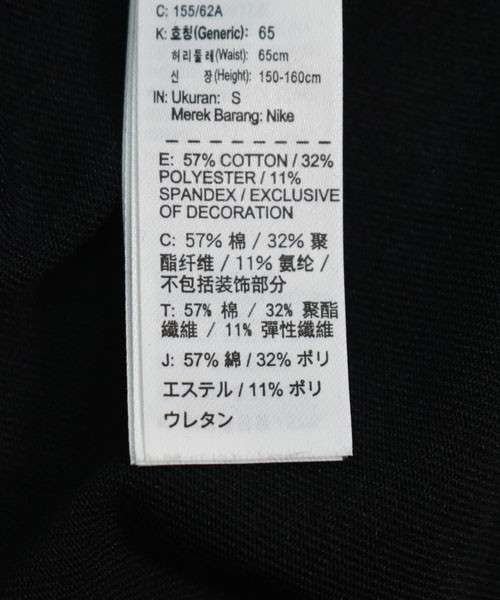 C: 155/62A
K: 호칭(Generic): 65
허리둘레(Waist): 65cm
신 장(Height): 150-160cm
IN: Ukuran: S
Merek Barang: Nike
E: 57% COTTON / 32%
POLYESTER / 11%
SPANDEX / EXCLUSIVE
OF DECORATION
C: 57% 棉 / 32% 聚
酯纤维 / 11% 氨纶 /
不包括装饰部分
T: 57% 棉 / 32% 聚酯
纖維 / 11% 彈性纖維
J: 57% 綿 / 32% ポリ
エステル / 11% ポリ
ウレタン